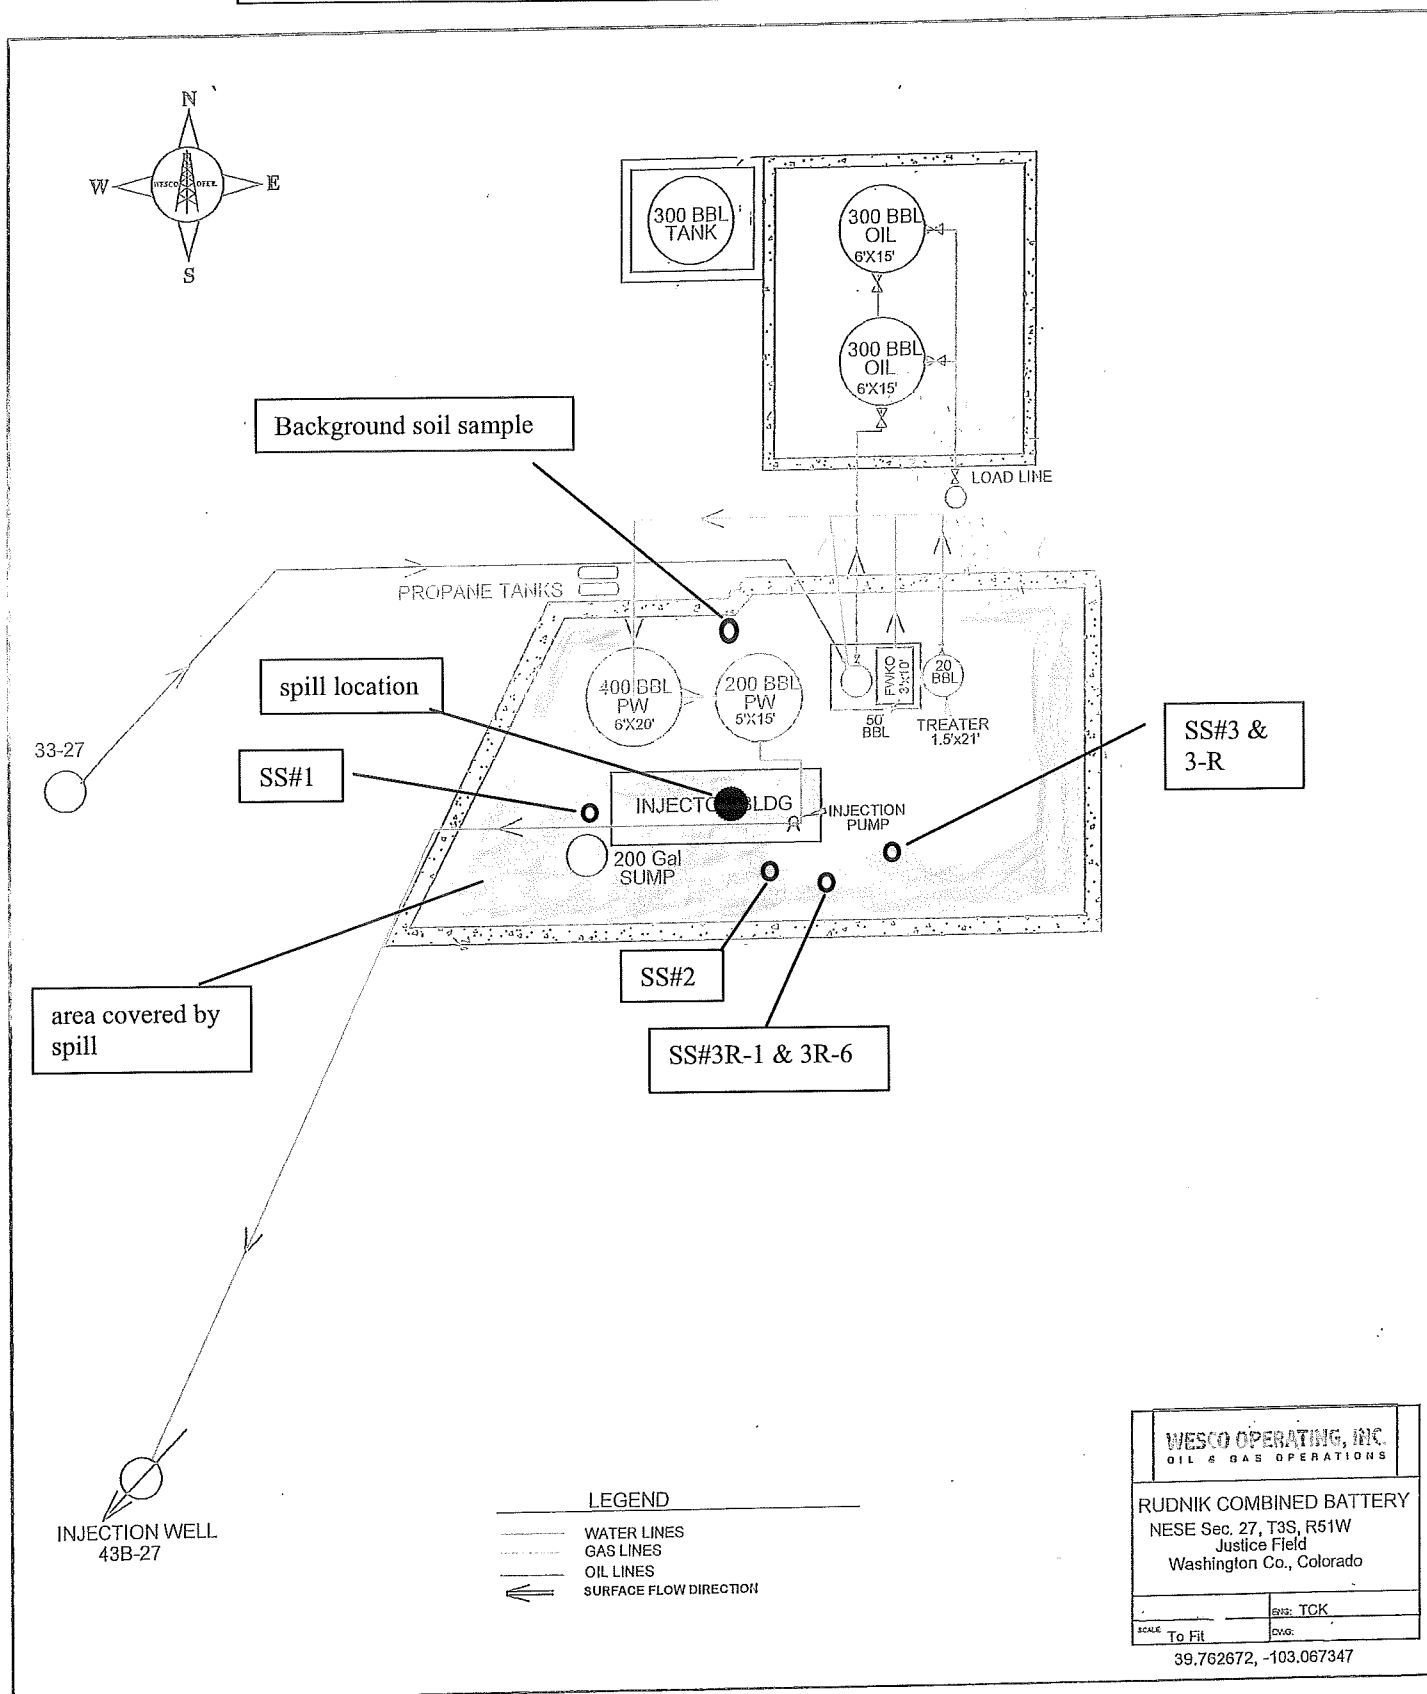 N
W
WESCO OPER.
E
S
300 BBL
TANK
300 BBL
OIL
6'X15'
300 BBL
OIL
6'X15'
Background soil sample
LOAD LINE
PROPANE TANKS
spill location
400 BBL
PW
6'X20'
200 BBL
PW
5'X15'
50
BBL
FWKO
3'x10'
20
BBL
TREATER
1.5'x21'
SS#3 &
3-R
33-27
SS#1
INJECTO BLDG
INJECTION
PUMP
200 Gal
SUMP
SS#2
area covered by
spill
SS#3R-1 & 3R-6
INJECTION WELL
43B-27
LEGEND
WATER LINES
GAS LINES
OIL LINES
SURFACE FLOW DIRECTION
WESCO OPERATING, INC.
OIL & GAS OPERATIONS
RUDNIK COMBINED BATTERY
NESE Sec. 27, T3S, R51W
Justice Field
Washington Co., Colorado
ENG: TCK
SCALE To Fit
DWG:
39.762672, -103.067347